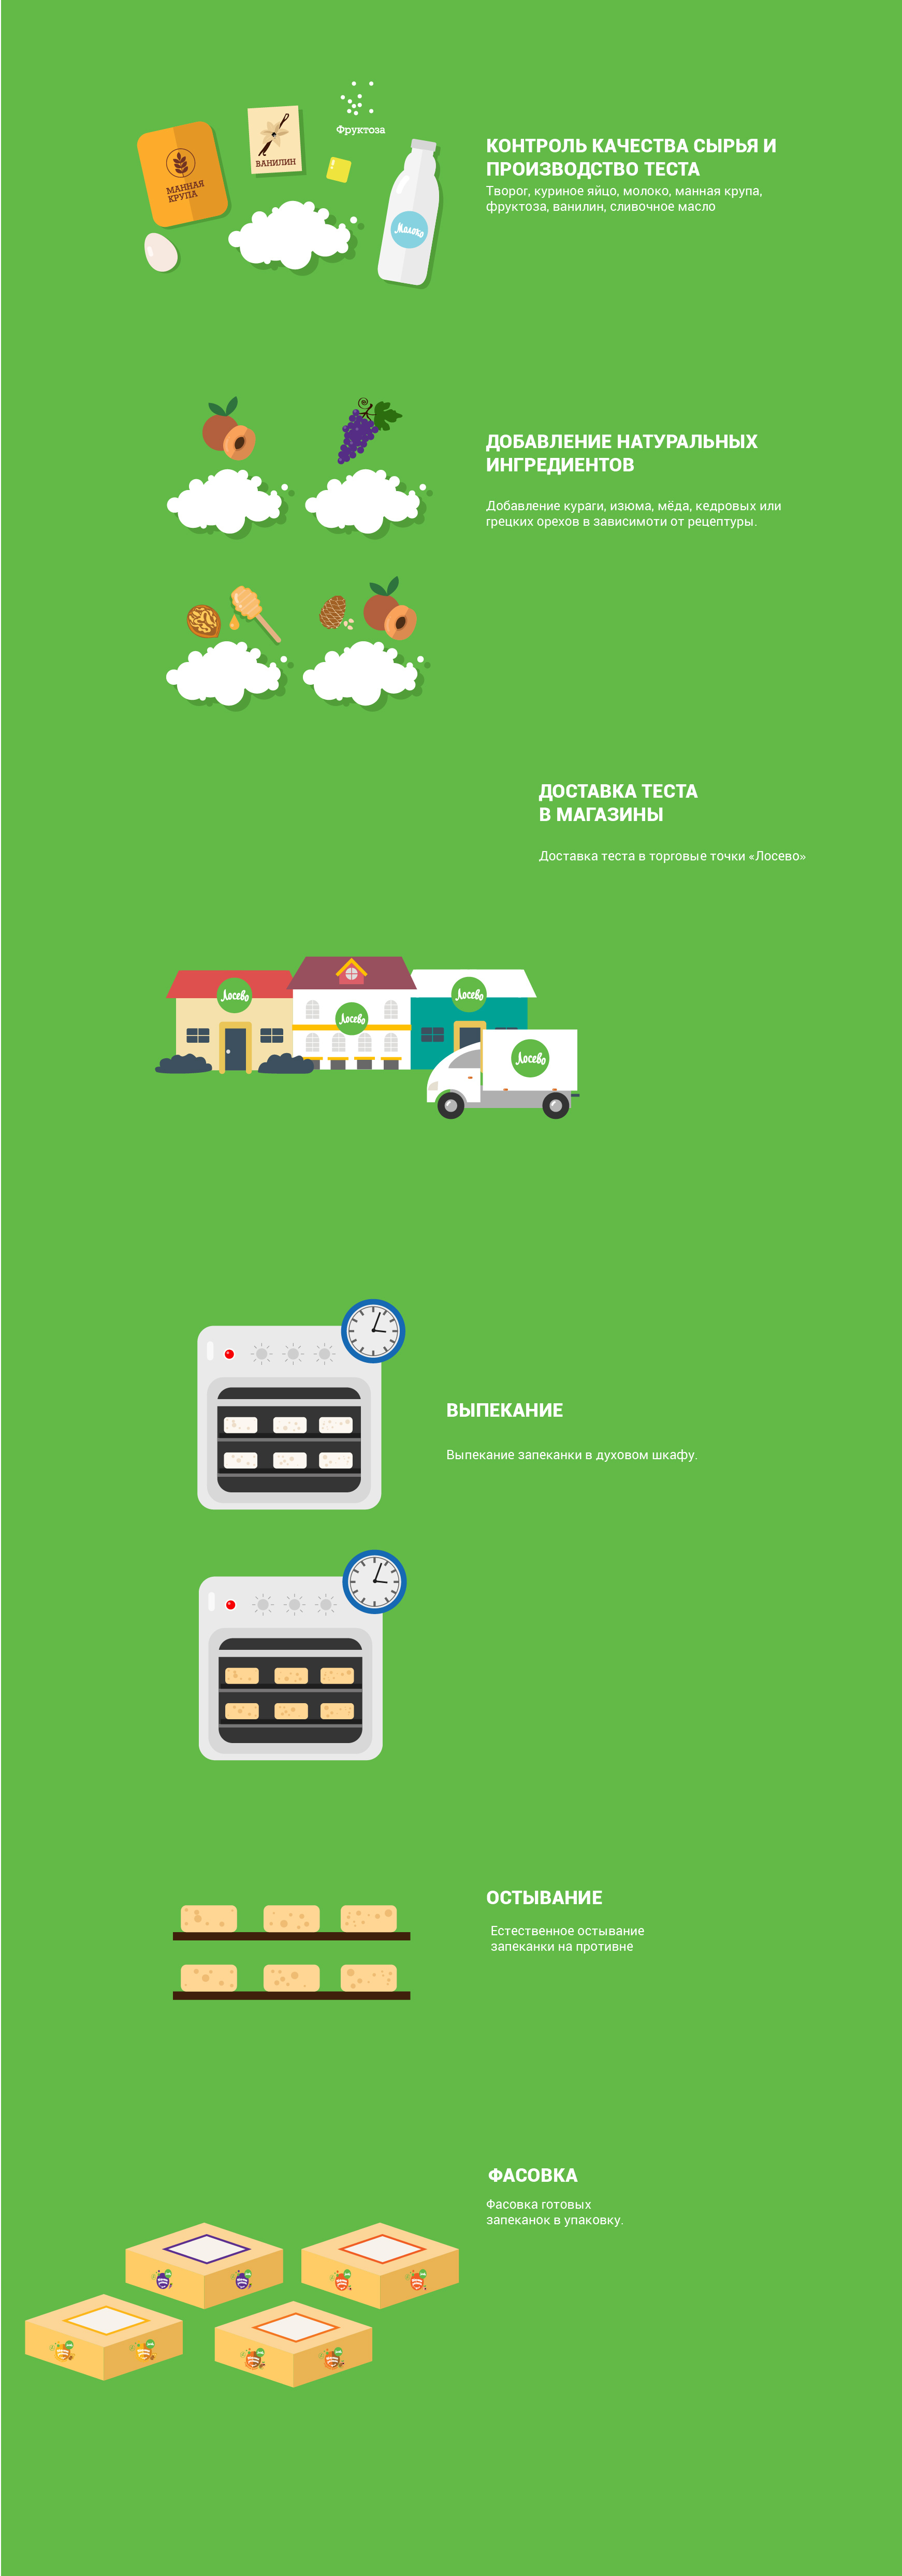 Фруктоза
ВАНИЛИН
МАННАЯ
КРУПА
Молоко
КОНТРОЛЬ КАЧЕСТВА СЫРЬЯ И
ПРОИЗВОДСТВО ТЕСТА
Творог, куриное яйцо, молоко, манная крупа,
фруктоза, ванилин, сливочное масло
ДОБАВЛЕНИЕ НАТУРАЛЬНЫХ
ИНГРЕДИЕНТОВ
Добавление кураги, изюма, мёда, кедровых или
грецких орехов в зависимоти от рецептуры.
ДОСТАВКА ТЕСТА
В МАГАЗИНЫ
Доставка теста в торговые точки «Лосево»
Лосево
Лосево
Лосево
Лосево
ВЫПЕКАНИЕ
Выпекание запеканки в духовом шкафу.
ОСТЫВАНИЕ
Естественное остывание
запеканки на противне
ФАСОВКА
Фасовка готовых
запеканок в упаковку.